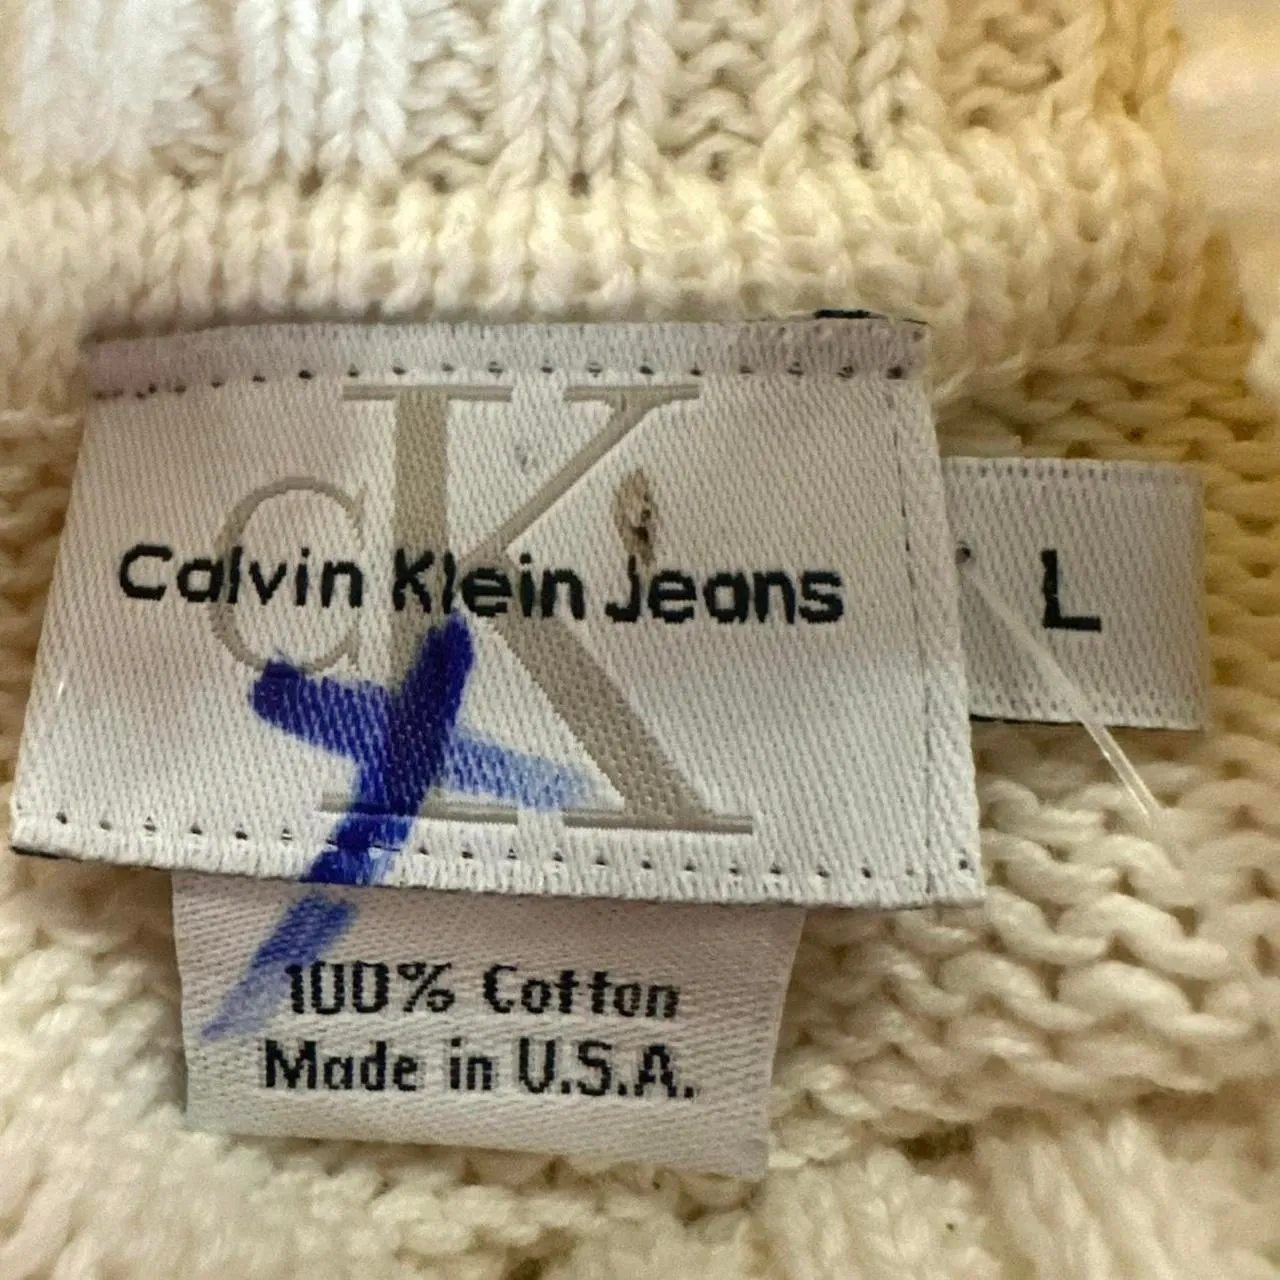 cK
Calvin Klein Jeans
L
100% Cotton
Made in U.S.A.